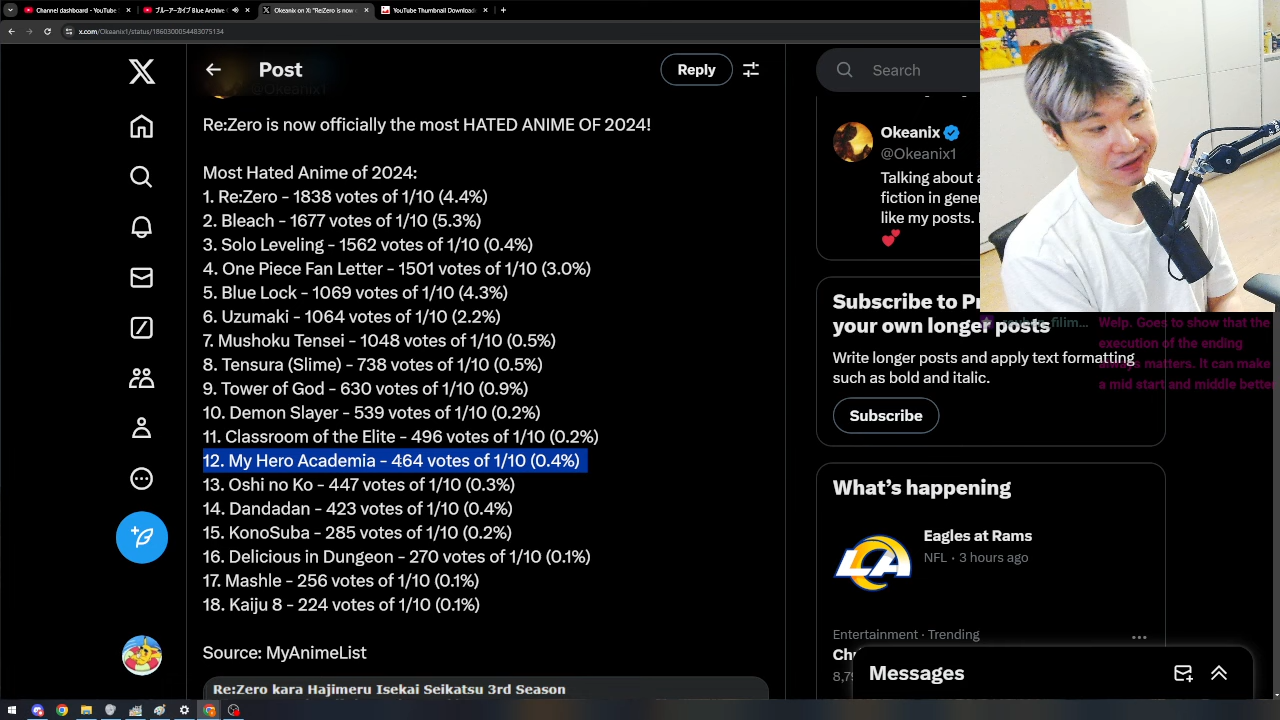 Channel dashboard - YouTube
ブルーアーカイブ Blue Archive
Okeanix on X: "Re:Zero is now
YouTube Thumbnail Download
x.com/Okeanix1/status/1860300054483075134
Post
Reply
Search
@Okeanix1
Re:Zero is now officially the most HATED ANIME OF 2024!
Most Hated Anime of 2024:
1. Re:Zero - 1838 votes of 1/10 (4.4%)
2. Bleach - 1677 votes of 1/10 (5.3%)
3. Solo Leveling - 1562 votes of 1/10 (0.4%)
4. One Piece Fan Letter - 1501 votes of 1/10 (3.0%)
5. Blue Lock - 1069 votes of 1/10 (4.3%)
6. Uzumaki - 1064 votes of 1/10 (2.2%)
7. Mushoku Tensei - 1048 votes of 1/10 (0.5%)
8. Tensura (Slime) - 738 votes of 1/10 (0.5%)
9. Tower of God - 630 votes of 1/10 (0.9%)
10. Demon Slayer - 539 votes of 1/10 (0.2%)
11. Classroom of the Elite - 496 votes of 1/10 (0.2%)
12. My Hero Academia - 464 votes of 1/10 (0.4%)
13. Oshi no Ko - 447 votes of 1/10 (0.3%)
14. Dandadan - 423 votes of 1/10 (0.4%)
15. KonoSuba - 285 votes of 1/10 (0.2%)
16. Delicious in Dungeon - 270 votes of 1/10 (0.1%)
17. Mashle - 256 votes of 1/10 (0.1%)
18. Kaiju 8 - 224 votes of 1/10 (0.1%)
Source: MyAnimeList
Re:Zero kara Hajimeru Isekai Seikatsu 3rd Season
Okeanix
@Okeanix1
Talking about
fiction in gener
like my posts.
Subscribe to Pr
your own longer posts
Write longer posts and apply text formatting
such as bold and italic.
Subscribe
Welp. Goes to show that the
execution of the ending
always matters. It can make
a mid start and middle better
What's happening
Eagles at Rams
NFL · 3 hours ago
LA
Entertainment · Trending
Messages